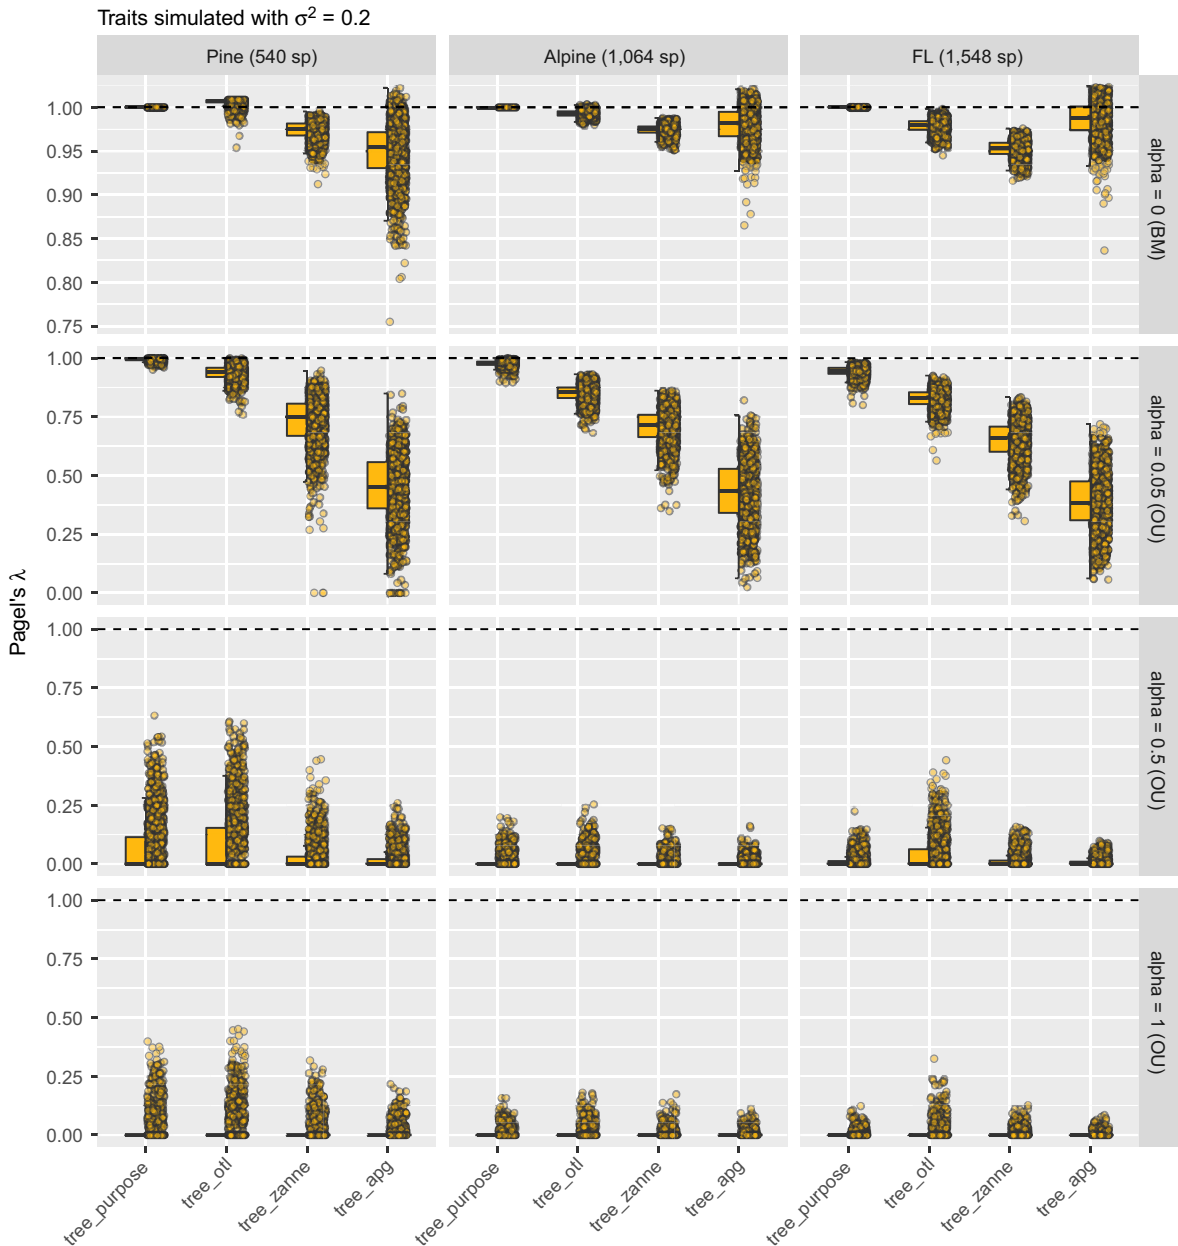 Traits simulated with σ² = 0.2
Pine (540 sp)
Alpine (1,064 sp)
FL (1,548 sp)
Pagel's λ
1.00
0.95
0.90
0.85
0.80
0.75
alpha = 0 (BM)
1.00
0.75
0.50
0.25
0.00
alpha = 0.05 (OU)
1.00
0.75
0.50
0.25
0.00
alpha = 0.5 (OU)
1.00
0.75
0.50
0.25
0.00
alpha = 1 (OU)
tree_purpose
tree_otl
tree_zanne
tree_apg
tree_purpose
tree_otl
tree_zanne
tree_apg
tree_purpose
tree_otl
tree_zanne
tree_apg